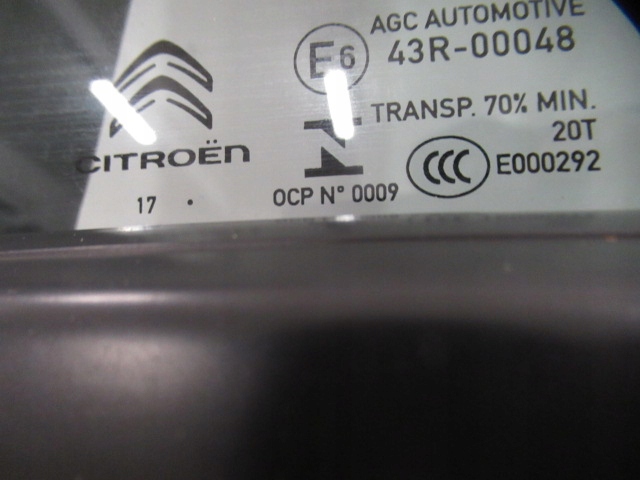 AGC AUTOMOTIVE
E6 43R-00048
TRANSP. 70% MIN.
20T
CITROËN
CCC E000292
17 • OCP N° 0009